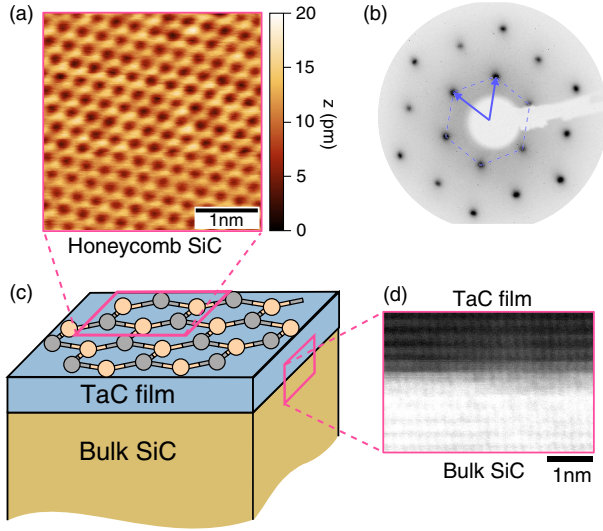 (a)
20
15
10
5
0
z (pm)
1nm
Honeycomb SiC
(b)
(c)
TaC film
Bulk SiC
(d)
TaC film
Bulk SiC
1nm